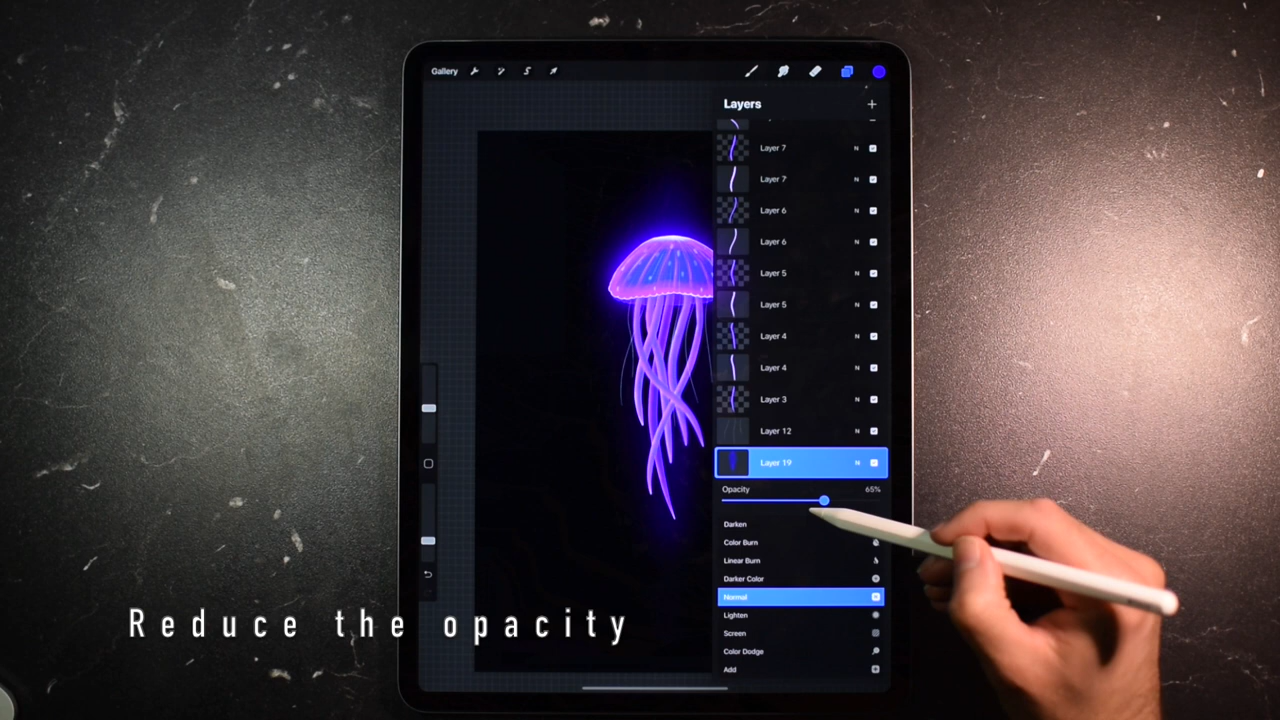 Gallery
Layers
Layer 7 N
Layer 7 N
Layer 6 N
Layer 6 N
Layer 5 N
Layer 5 N
Layer 4 N
Layer 4 N
Layer 3 N
Layer 12 N
Layer 19 N
Opacity 65%
Darken
Color Burn
Linear Burn
Darker Color
Normal
Lighten
Screen
Color Dodge
Add
Reduce the opacity